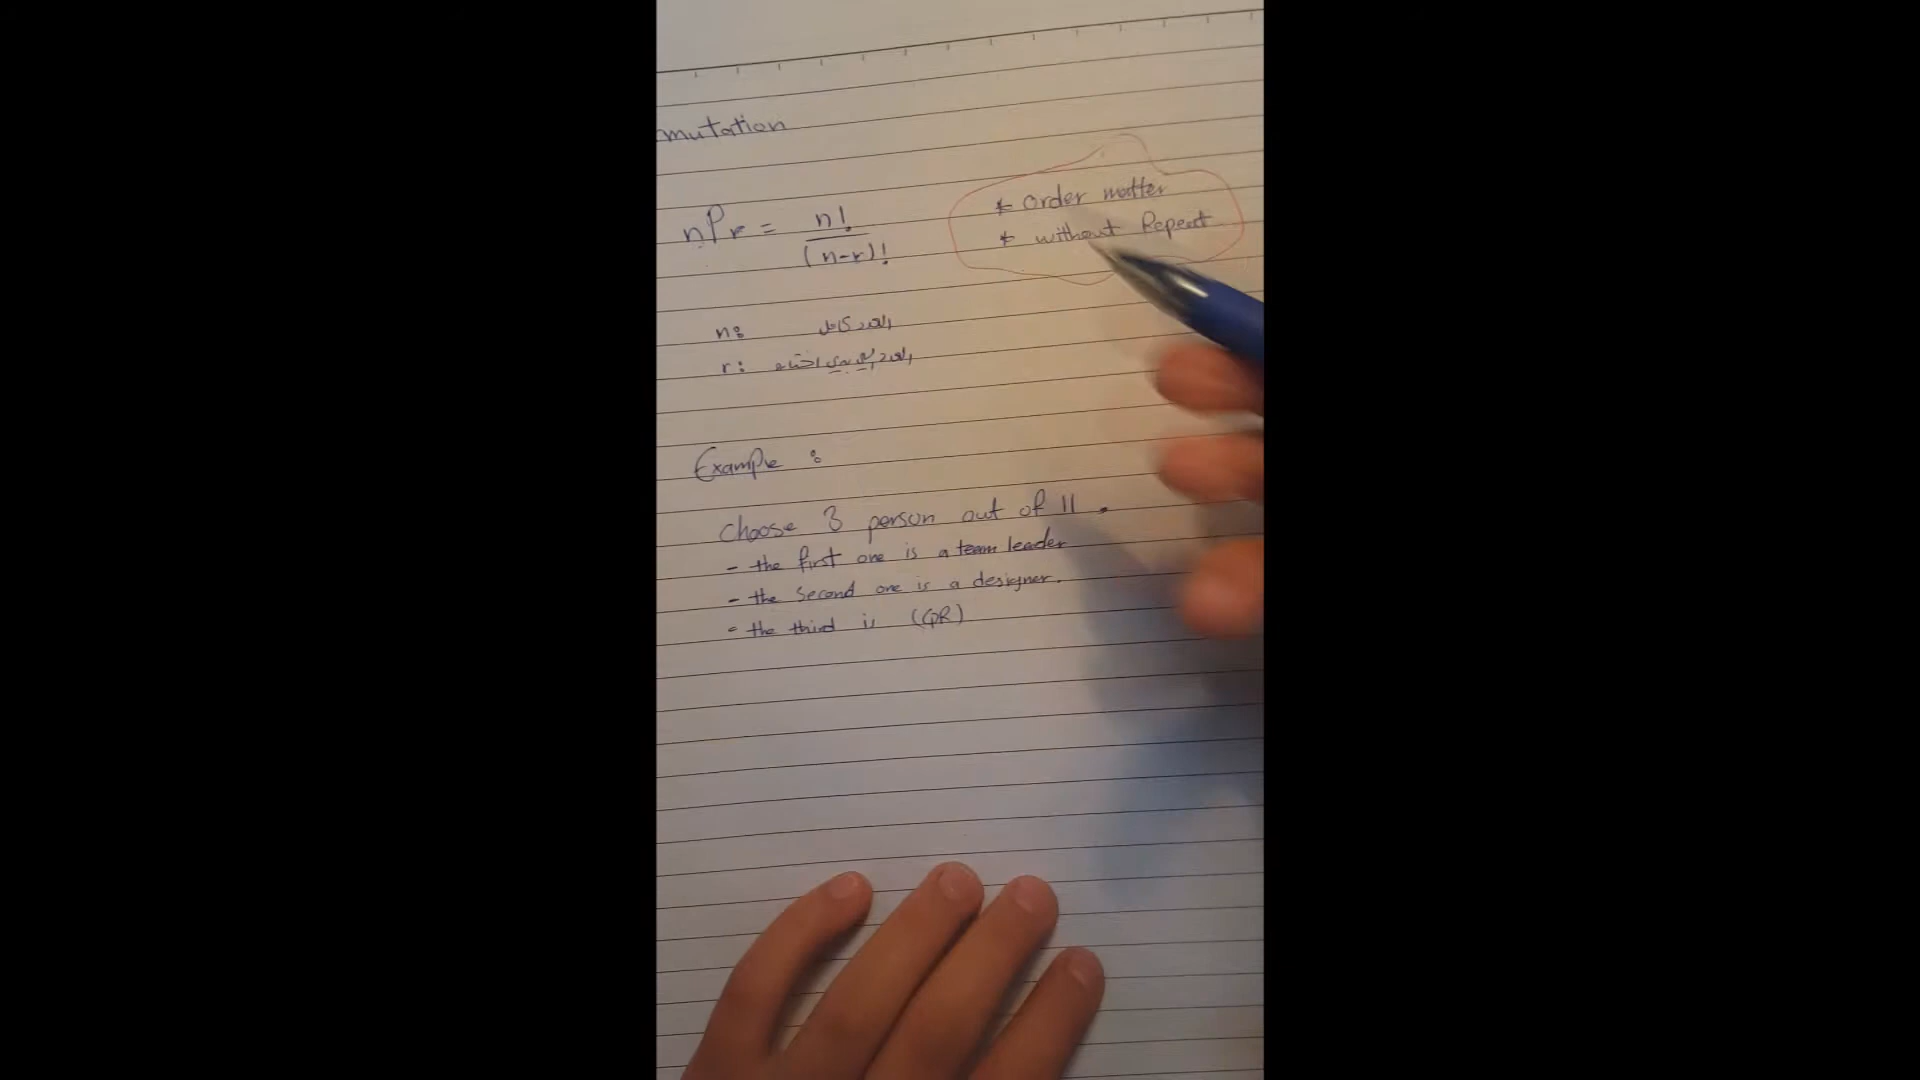 mutation
* Order matter
* without Repeat
nPr = n!/(n-r)!
n: العدد كامل
r:
Example :
Choose 3 person out of 11 .
- the first one is a team leader
- the second one is a designer.
- the third is (QR)